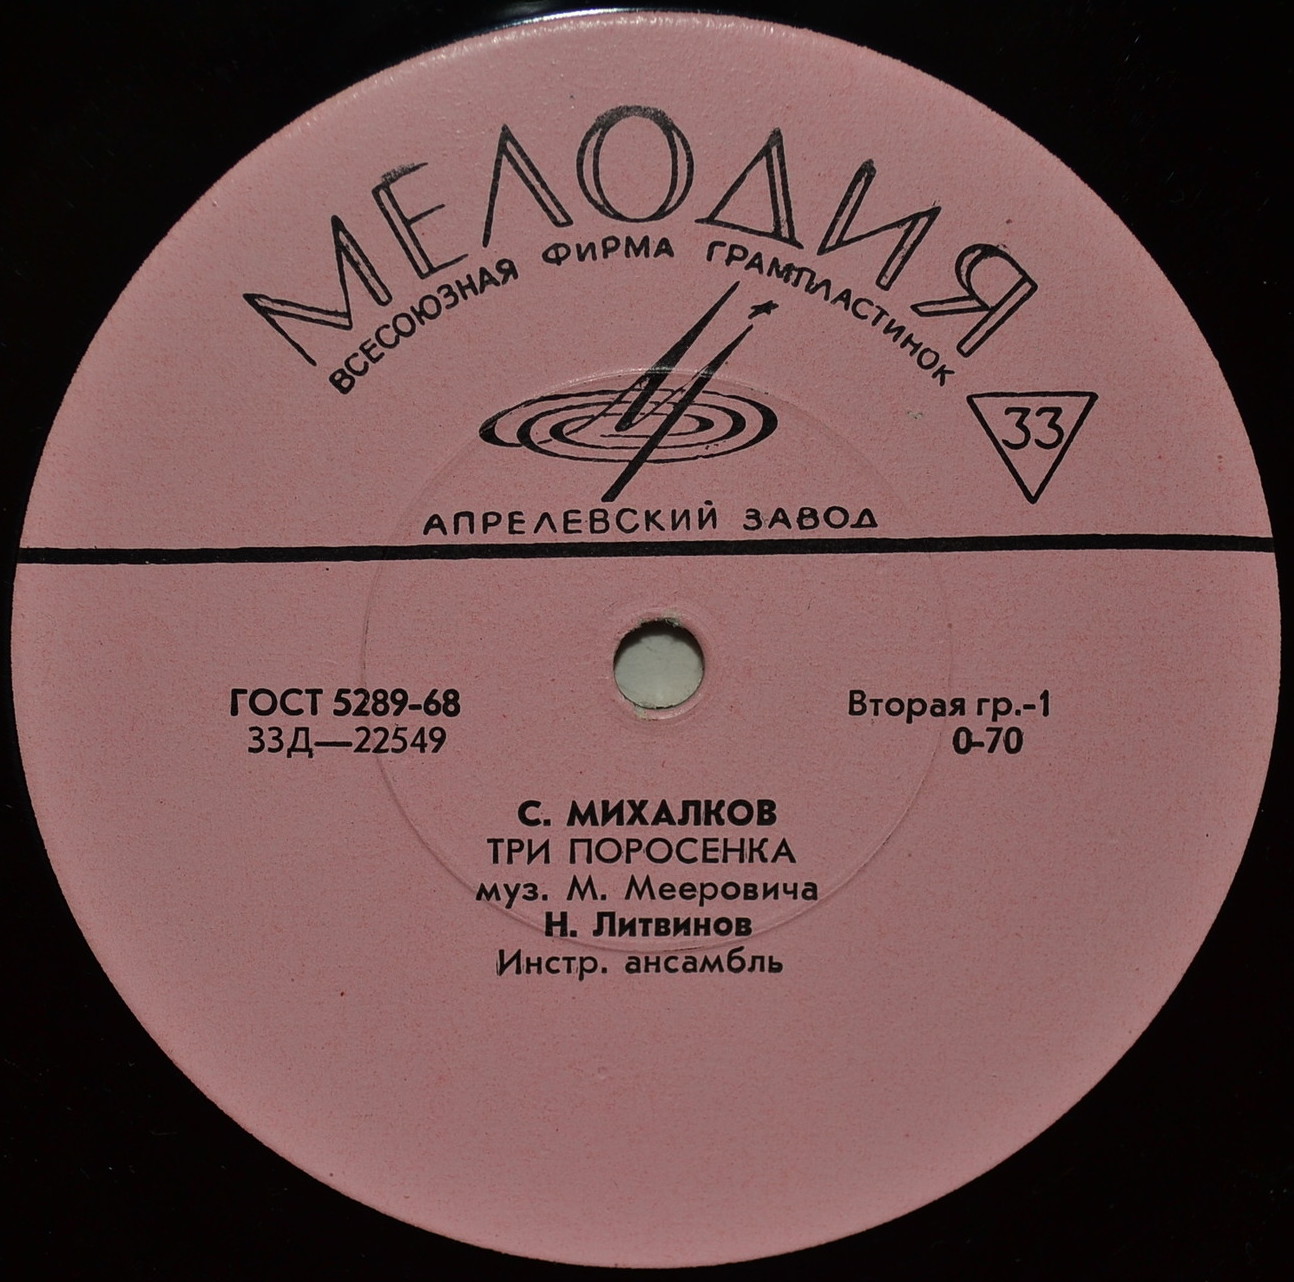 МЕЛОДИЯ
ВСЕСОЮЗНАЯ ФИРМА ГРАМПЛАСТИНОК
33
АПРЕЛЕВСКИЙ ЗАВОД
ГОСТ 5289-68
33Д—22549
Вторая гр.-1
0-70
С. МИХАЛКОВ
ТРИ ПОРОСЕНКА
муз. М. Мееровича
Н. Литвинов
Инстр. ансамбль